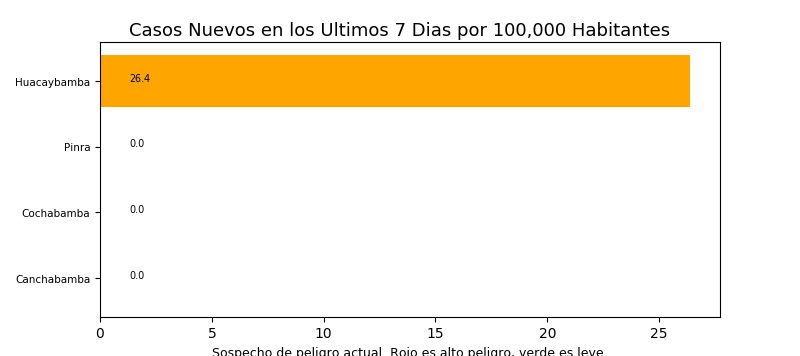 Casos Nuevos en los Ultimos 7 Dias por 100,000 Habitantes
Huacaybamba 26.4
Pinra 0.0
Cochabamba 0.0
Canchabamba 0.0
0 5 10 15 20 25
Sospecho de peligro actual. Rojo es alto peligro, verde es leve